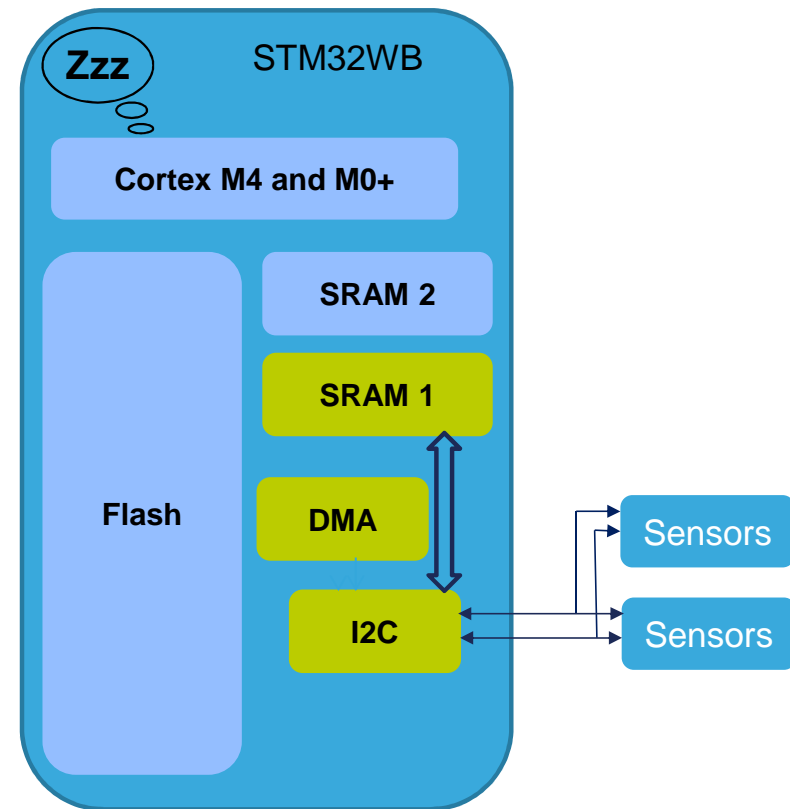 Zzz
STM32WB
Cortex M4 and M0+
SRAM 2
SRAM 1
Flash
DMA
Sensors
I2C
Sensors